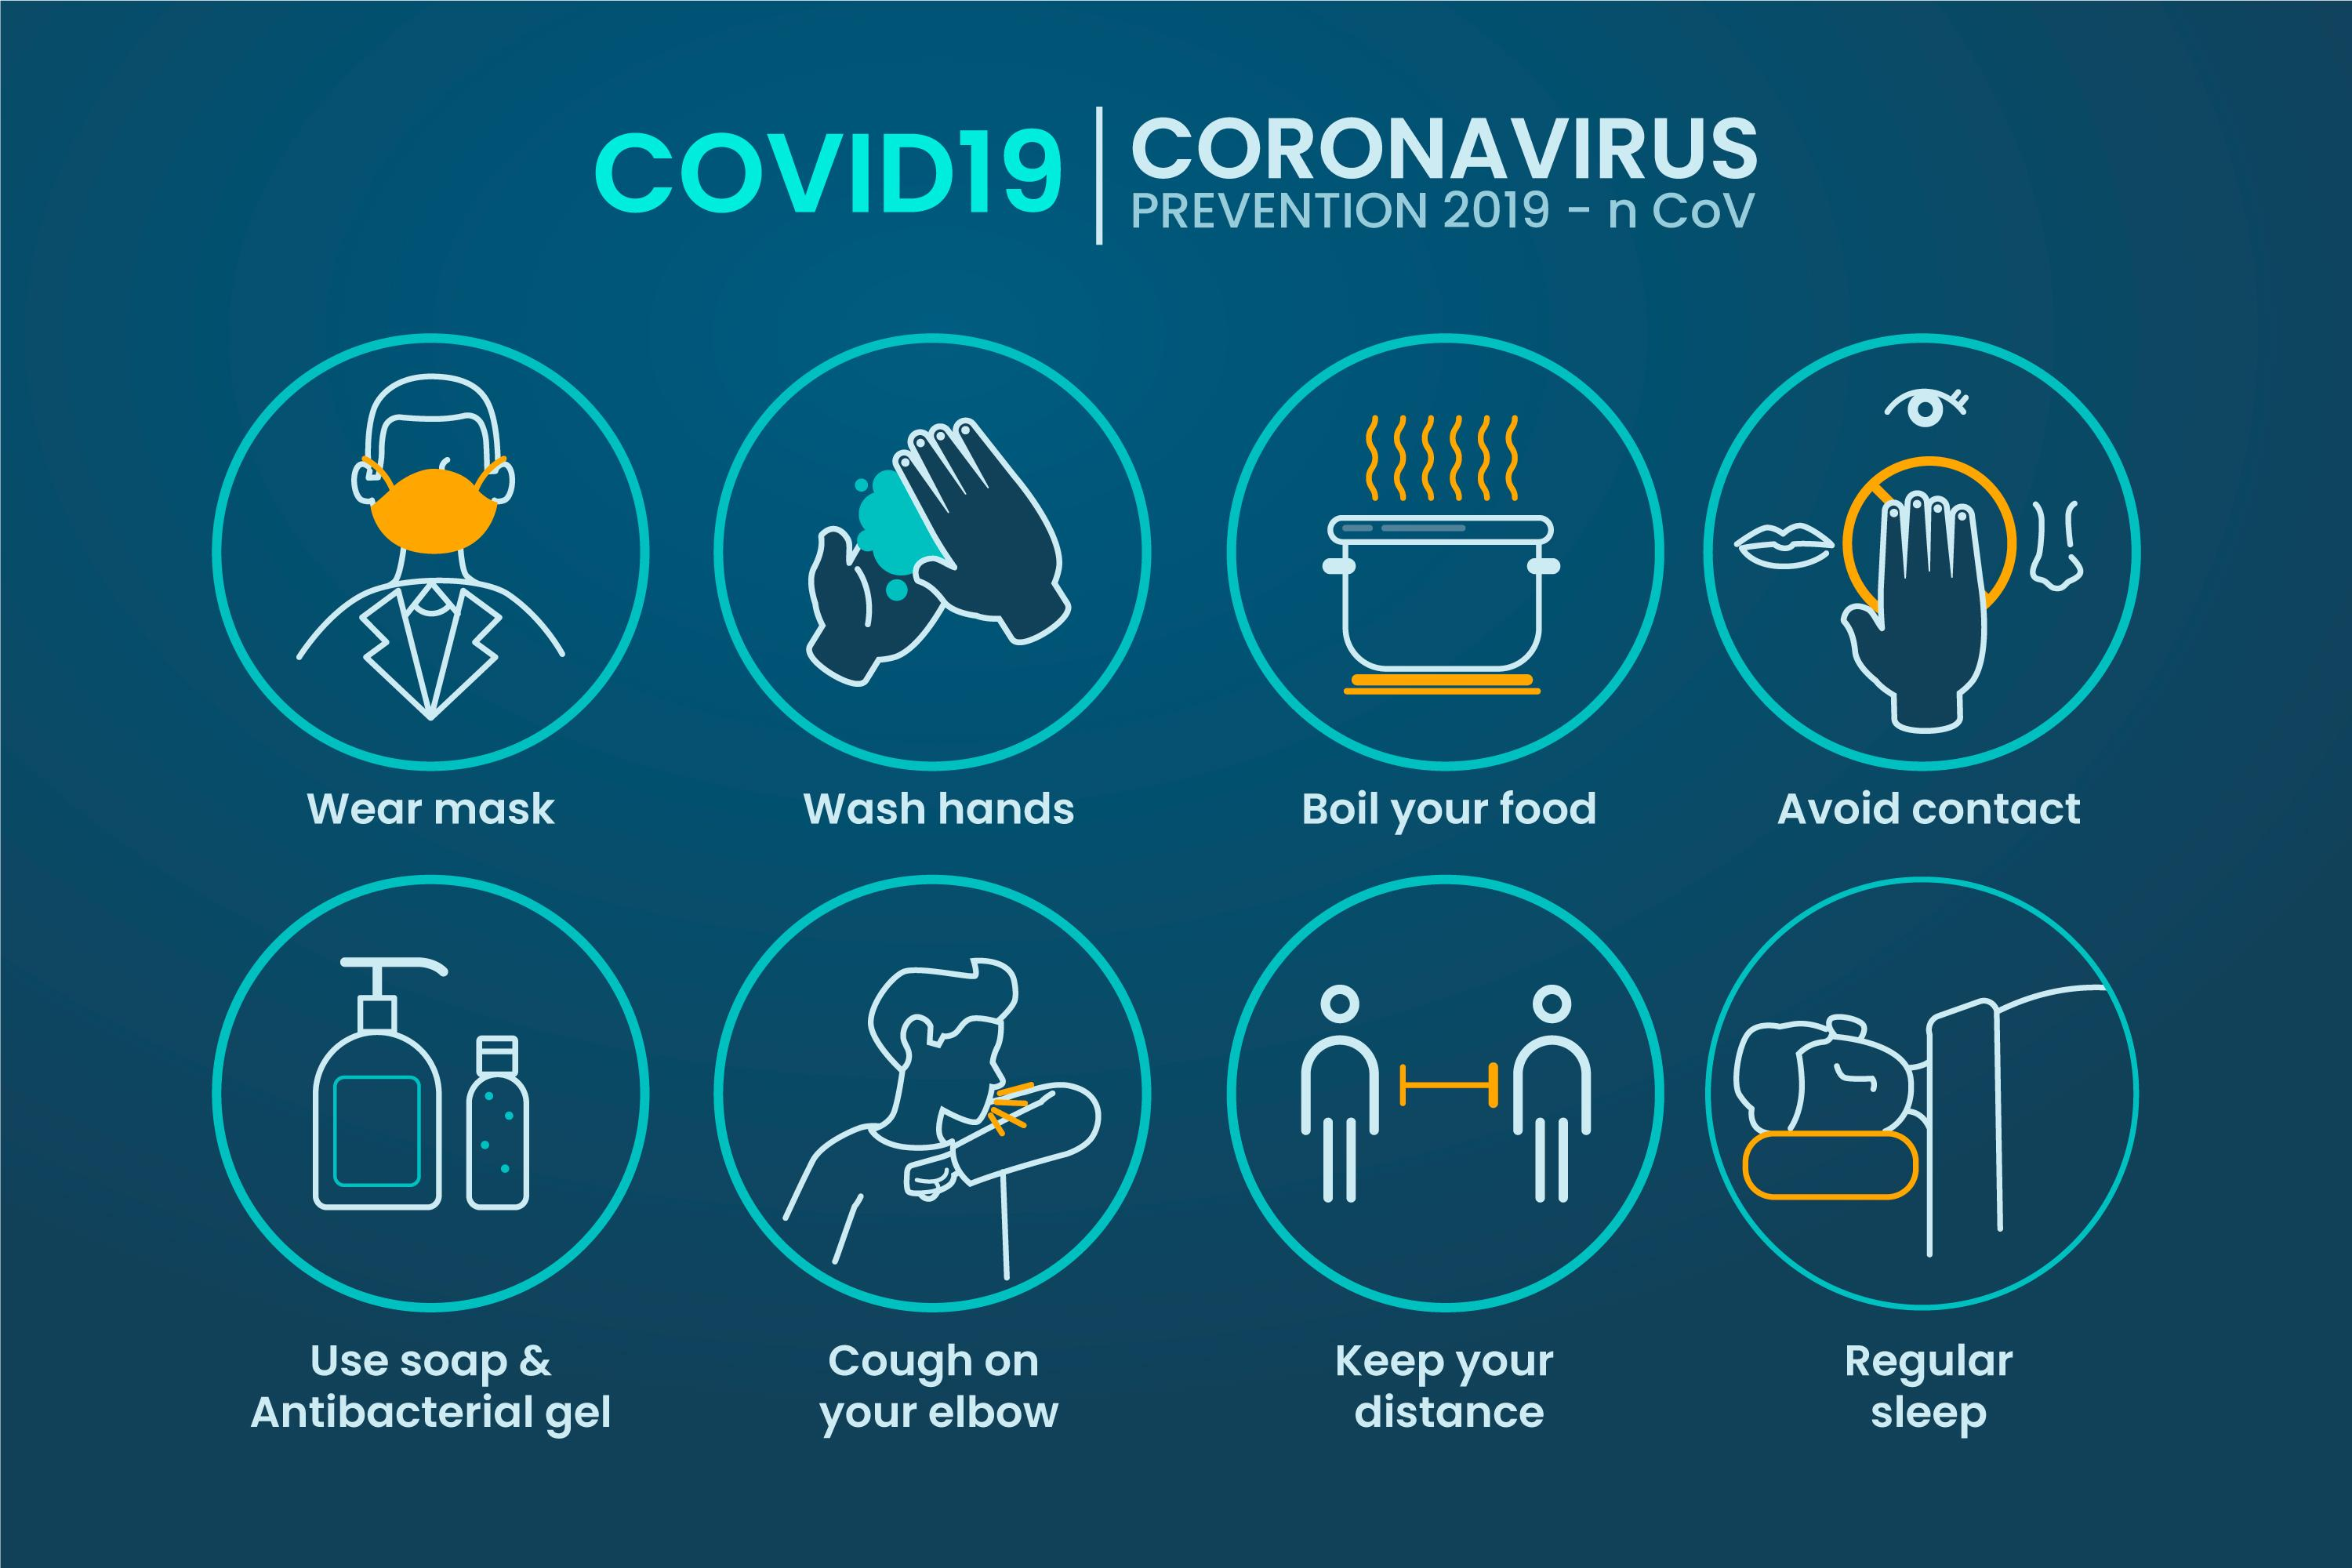 COVID19
CORONAVIRUS
PREVENTION 2019 - n CoV
Wear mask
Wash hands
Boil your food
Avoid contact
Use soap &
Antibacterial gel
Cough on
your elbow
Keep your
distance
Regular
sleep